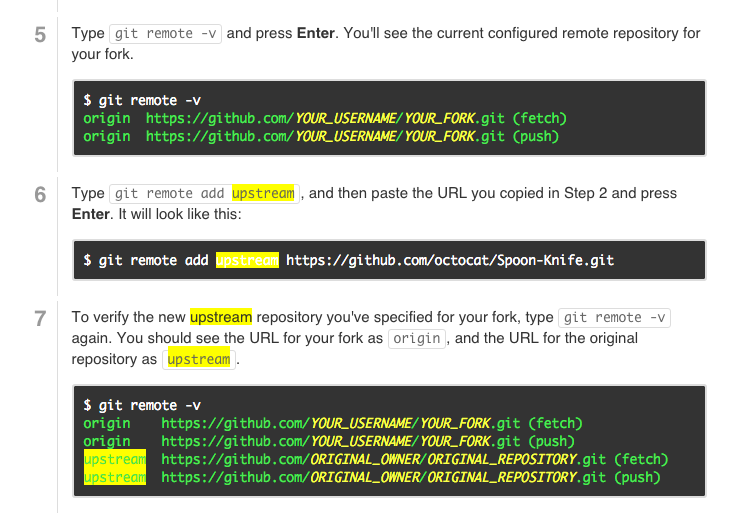 5 Type git remote -v and press Enter. You'll see the current configured remote repository for
your fork.
$ git remote -v
origin  https://github.com/YOUR_USERNAME/YOUR_FORK.git (fetch)
origin  https://github.com/YOUR_USERNAME/YOUR_FORK.git (push)
6 Type git remote add upstream , and then paste the URL you copied in Step 2 and press
Enter. It will look like this:
$ git remote add upstream https://github.com/octocat/Spoon-Knife.git
7 To verify the new upstream repository you've specified for your fork, type git remote -v
again. You should see the URL for your fork as origin , and the URL for the original
repository as upstream .
$ git remote -v
origin    https://github.com/YOUR_USERNAME/YOUR_FORK.git (fetch)
origin    https://github.com/YOUR_USERNAME/YOUR_FORK.git (push)
upstream  https://github.com/ORIGINAL_OWNER/ORIGINAL_REPOSITORY.git (fetch)
upstream  https://github.com/ORIGINAL_OWNER/ORIGINAL_REPOSITORY.git (push)